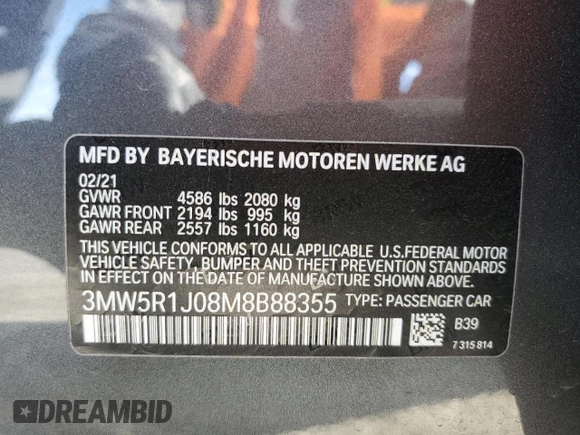 MFD BY BAYERISCHE MOTOREN WERKE AG
02/21
GVWR 4586 lbs 2080 kg
GAWR FRONT 2194 lbs 995 kg
GAWR REAR 2557 lbs 1160 kg
THIS VEHICLE CONFORMS TO ALL APPLICABLE U.S.FEDERAL MOTOR
VEHICLE SAFETY, BUMPER AND THEFT PREVENTION STANDARDS
IN EFFECT ON THE DATE OF MANUFACTURE SHOWN ABOVE.
3MW5R1J08M8B88355 TYPE: PASSENGER CAR
B39
7 315 814
DREAMBID